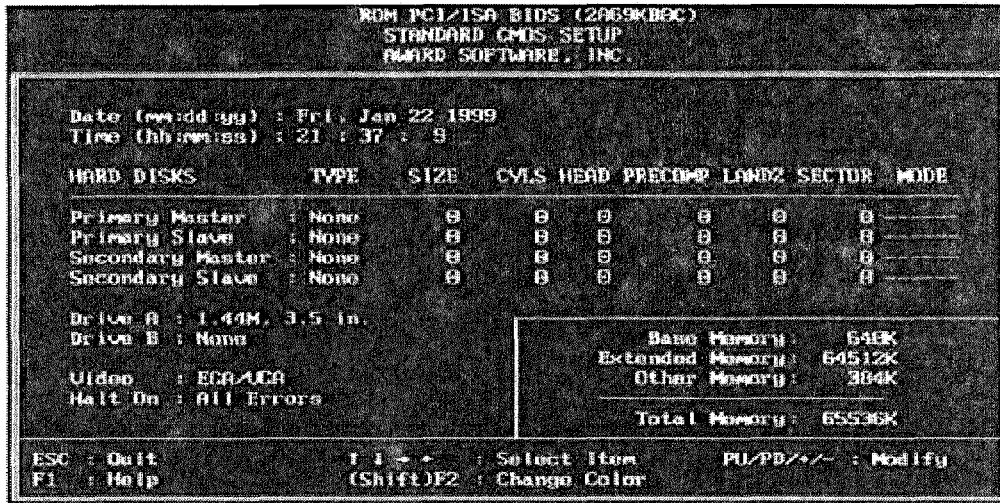 ROM PCI/ISA BIOS (2A69KB0C)
STANDARD CMOS SETUP
AWARD SOFTWARE, INC.
Date (mm:dd:yy) : Fri, Jan 22 1999
Time (hh:mm:ss) : 21 : 37 : 9
HARD DISKS TYPE SIZE CYLS HEAD PRECOMP LANDZ SECTOR MODE
Primary Master : None 0 0 0 0 0 0 --------
Primary Slave : None 0 0 0 0 0 0 --------
Secondary Master : None 0 0 0 0 0 0 --------
Secondary Slave : None 0 0 0 0 0 0 --------
Drive A : 1.44M, 3.5 in.
Drive B : None
Video : EGA/VGA
Halt On : All Errors
Base Memory: 640K
Extended Memory: 64512K
Other Memory: 384K
Total Memory: 65536K
ESC : Quit ↑ ↓ → ← : Select Item PU/PD/+/- : Modify
F1 : Help (Shift)F2 : Change Color